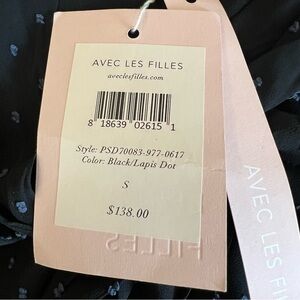 AVEC LES FILLES
aveclesfilles.com
8 18639 02615 1
Style: PSD70083-977-0617
Color: Black/Lapis Dot
S
$138.00
FILLES
AVEC LES FI